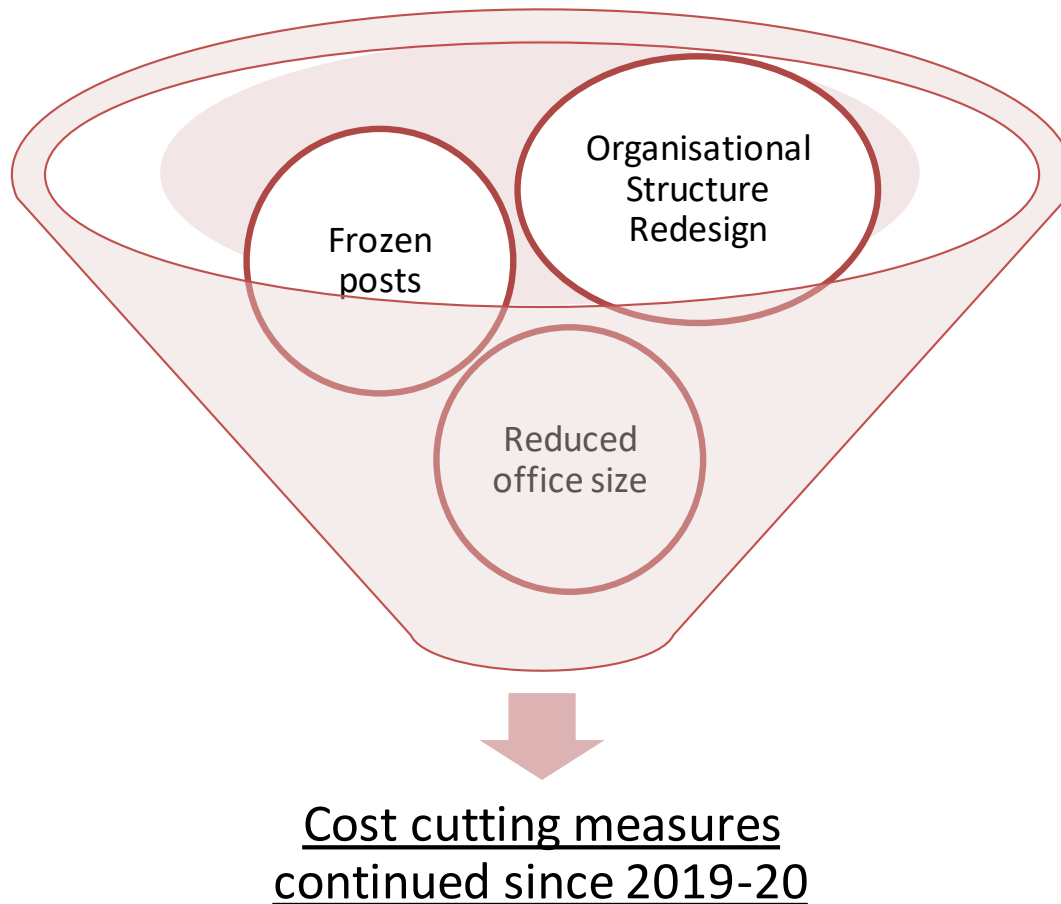 Organisational
Structure
Redesign
Frozen
posts
Reduced
office size
Cost cutting measures
continued since 2019-20